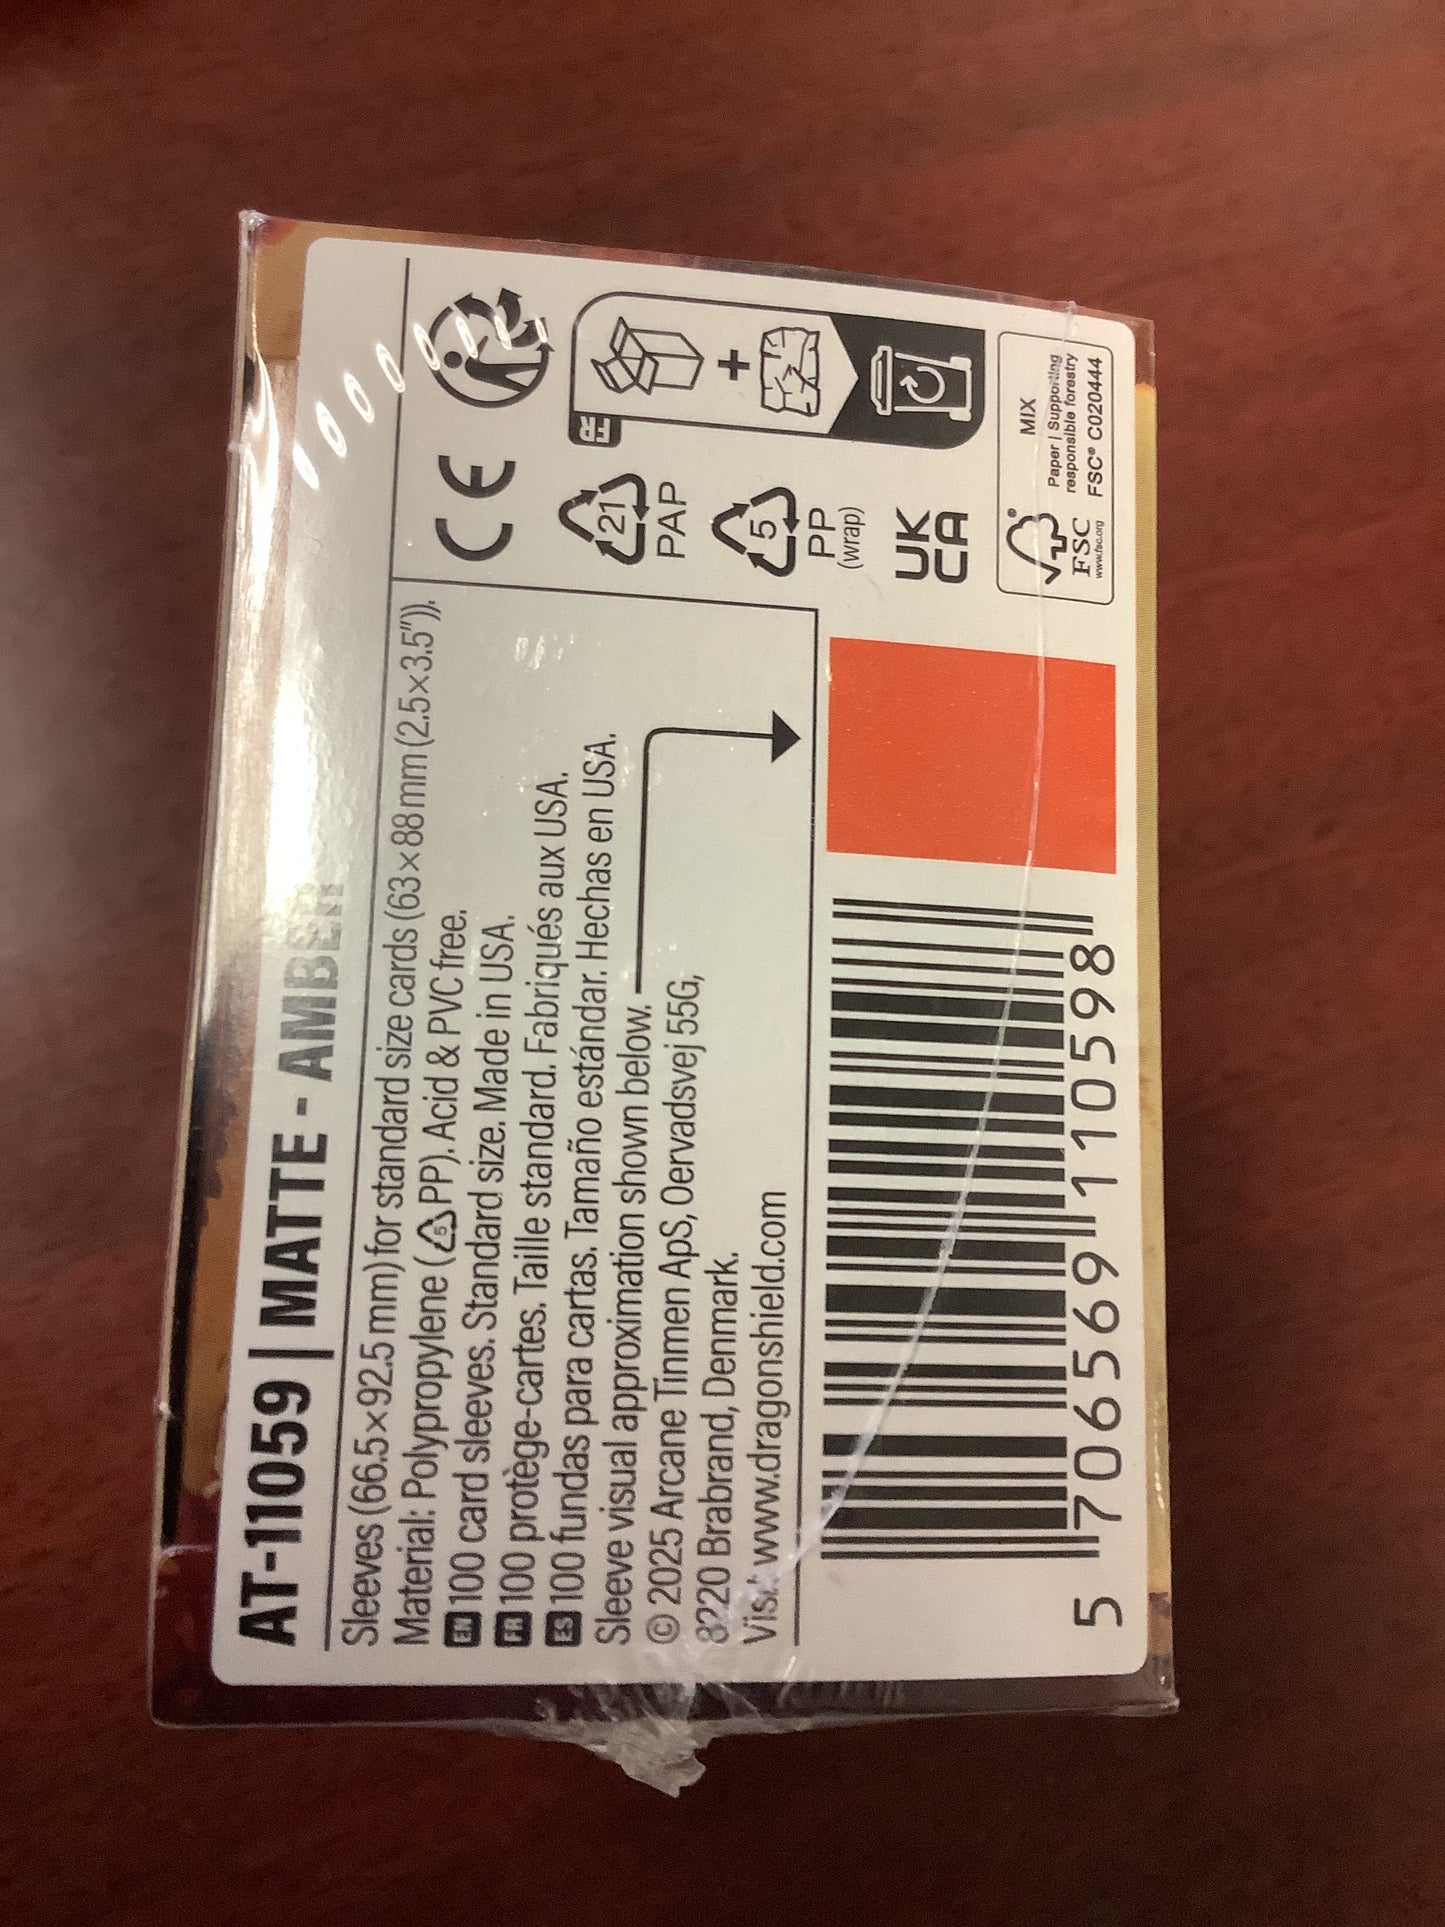 AT-11059 | MATTE - AMBER
Sleeves (66.5×92.5 mm) for standard size cards (63×88 mm (2.5×3.5")).
Material: Polypropylene (5 PP). Acid & PVC free.
EN 100 card sleeves. Standard size. Made in USA.
FR 100 protège-cartes. Taille standard. Fabriqués aux USA.
ES 100 fundas para cartas. Tamaño estándar. Hechas en USA.
Sleeve visual approximation shown below.
© 2025 Arcane Tinmen ApS, Oervadsvej 55G,
8220 Brabrand, Denmark.
Visit www.dragonshield.com
5 706569 110598
CE
21
PAP
5
PP
(wrap)
UK
CA
FR
FSC
www.fsc.org
MIX
Paper | Supporting
responsible forestry
FSC® C020444